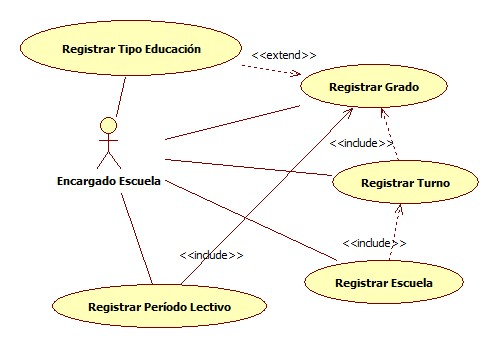 Registrar Tipo Educación
<<extend>>
Registrar Grado
<<include>>
Encargado Escuela
Registrar Turno
<<include>>
<<include>>
Registrar Escuela
Registrar Período Lectivo